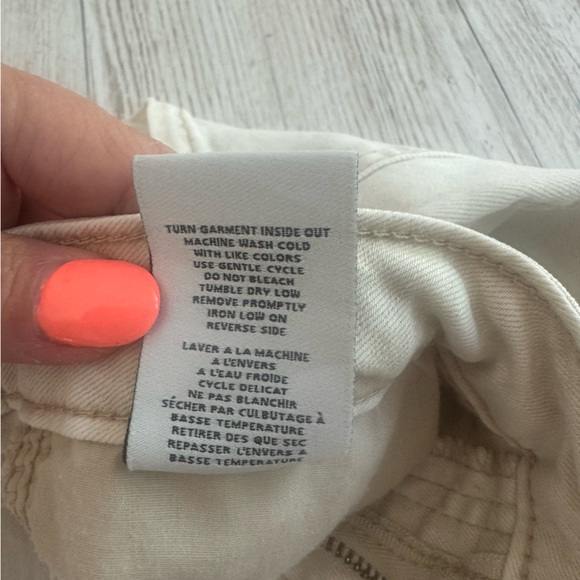 TURN GARMENT INSIDE OUT
MACHINE WASH COLD
WITH LIKE COLORS
USE GENTLE CYCLE
DO NOT BLEACH
TUMBLE DRY LOW
REMOVE PROMPTLY
IRON LOW ON
REVERSE SIDE
LAVER A LA MACHINE
A L'ENVERS
A L'EAU FROIDE
CYCLE DELICAT
NE PAS BLANCHIR
SÉCHER PAR CULBUTAGE À
BASSE TEMPERATURE
RETIRER DES QUE SEC
REPASSER L'ENVERS A
BASSE TEMPERATURE